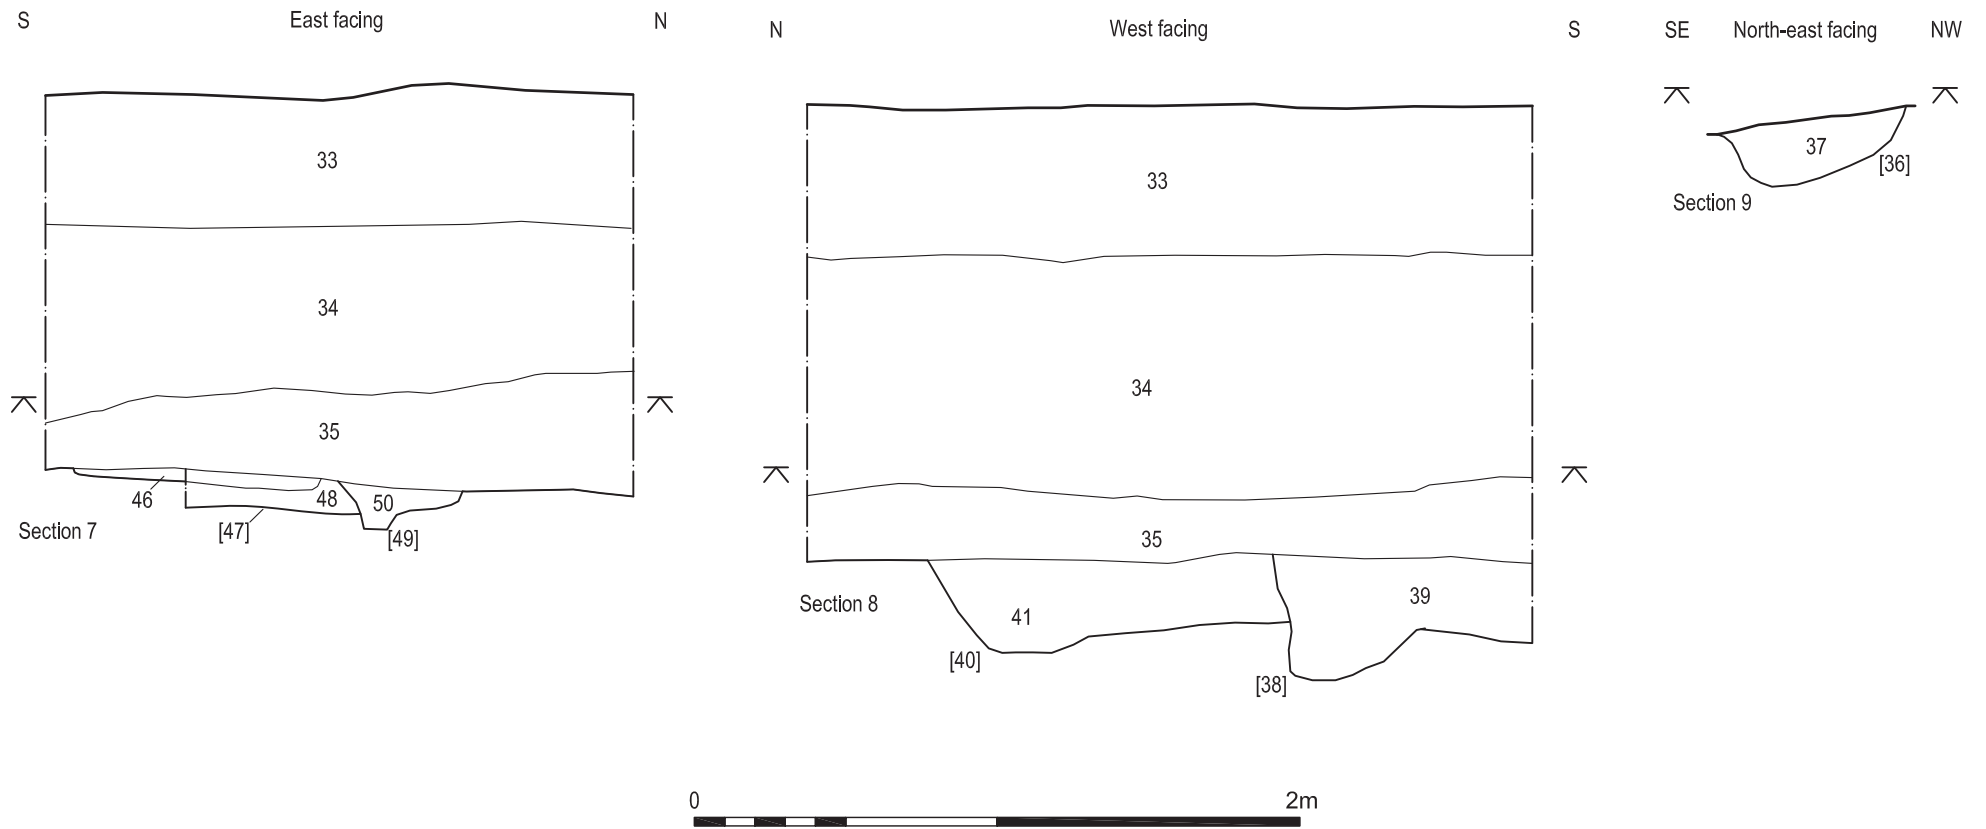 S East facing N
33
34
35
46 48 50
[47] [49]
Section 7
N West facing S
33
34
35
41 39
[40] [38]
Section 8
SE North-east facing NW
37
[36]
Section 9
0 2m